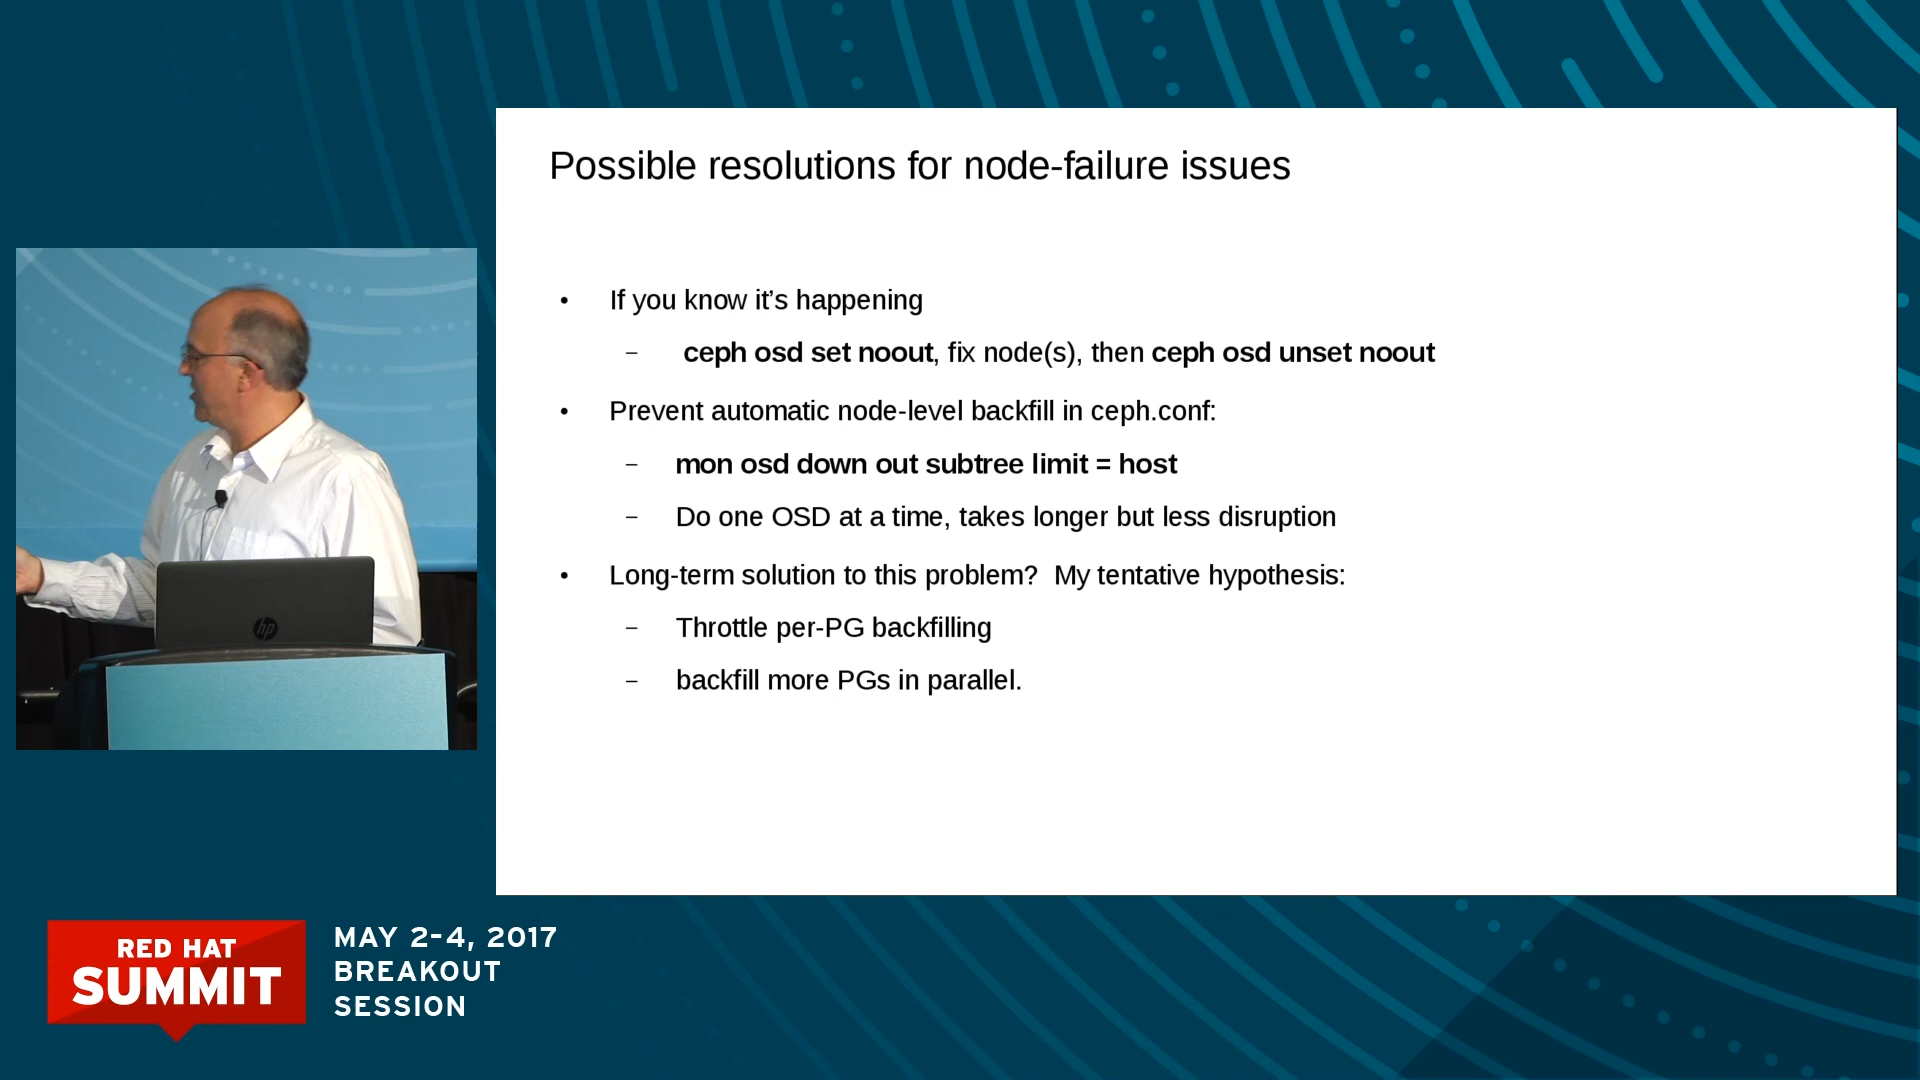 Possible resolutions for node-failure issues
• If you know it’s happening
– ceph osd set noout, fix node(s), then ceph osd unset noout
• Prevent automatic node-level backfill in ceph.conf:
– mon osd down out subtree limit = host
– Do one OSD at a time, takes longer but less disruption
• Long-term solution to this problem?  My tentative hypothesis:
– Throttle per-PG backfilling
– backfill more PGs in parallel.
hp
RED HAT
SUMMIT
MAY 2–4, 2017
BREAKOUT
SESSION